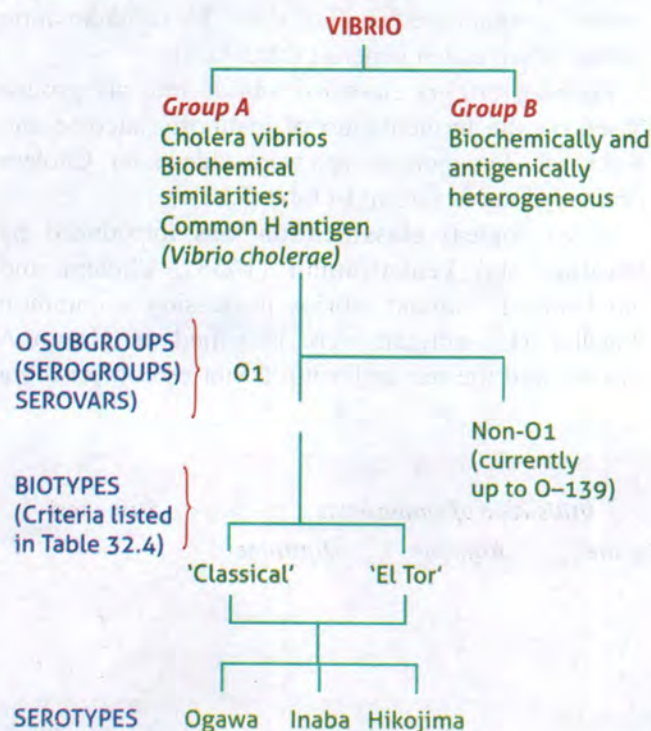 VIBRIO
Group A
Cholera vibrios
Biochemical
similarities;
Common H antigen
(Vibrio cholerae)
Group B
Biochemically and
antigenically
heterogeneous
O SUBGROUPS
(SEROGROUPS)
SEROVARS)
O1
Non-O1
(currently
up to O–139)
BIOTYPES
(Criteria listed
in Table 32.4)
'Classical'
'El Tor'
SEROTYPES
Ogawa
Inaba
Hikojima